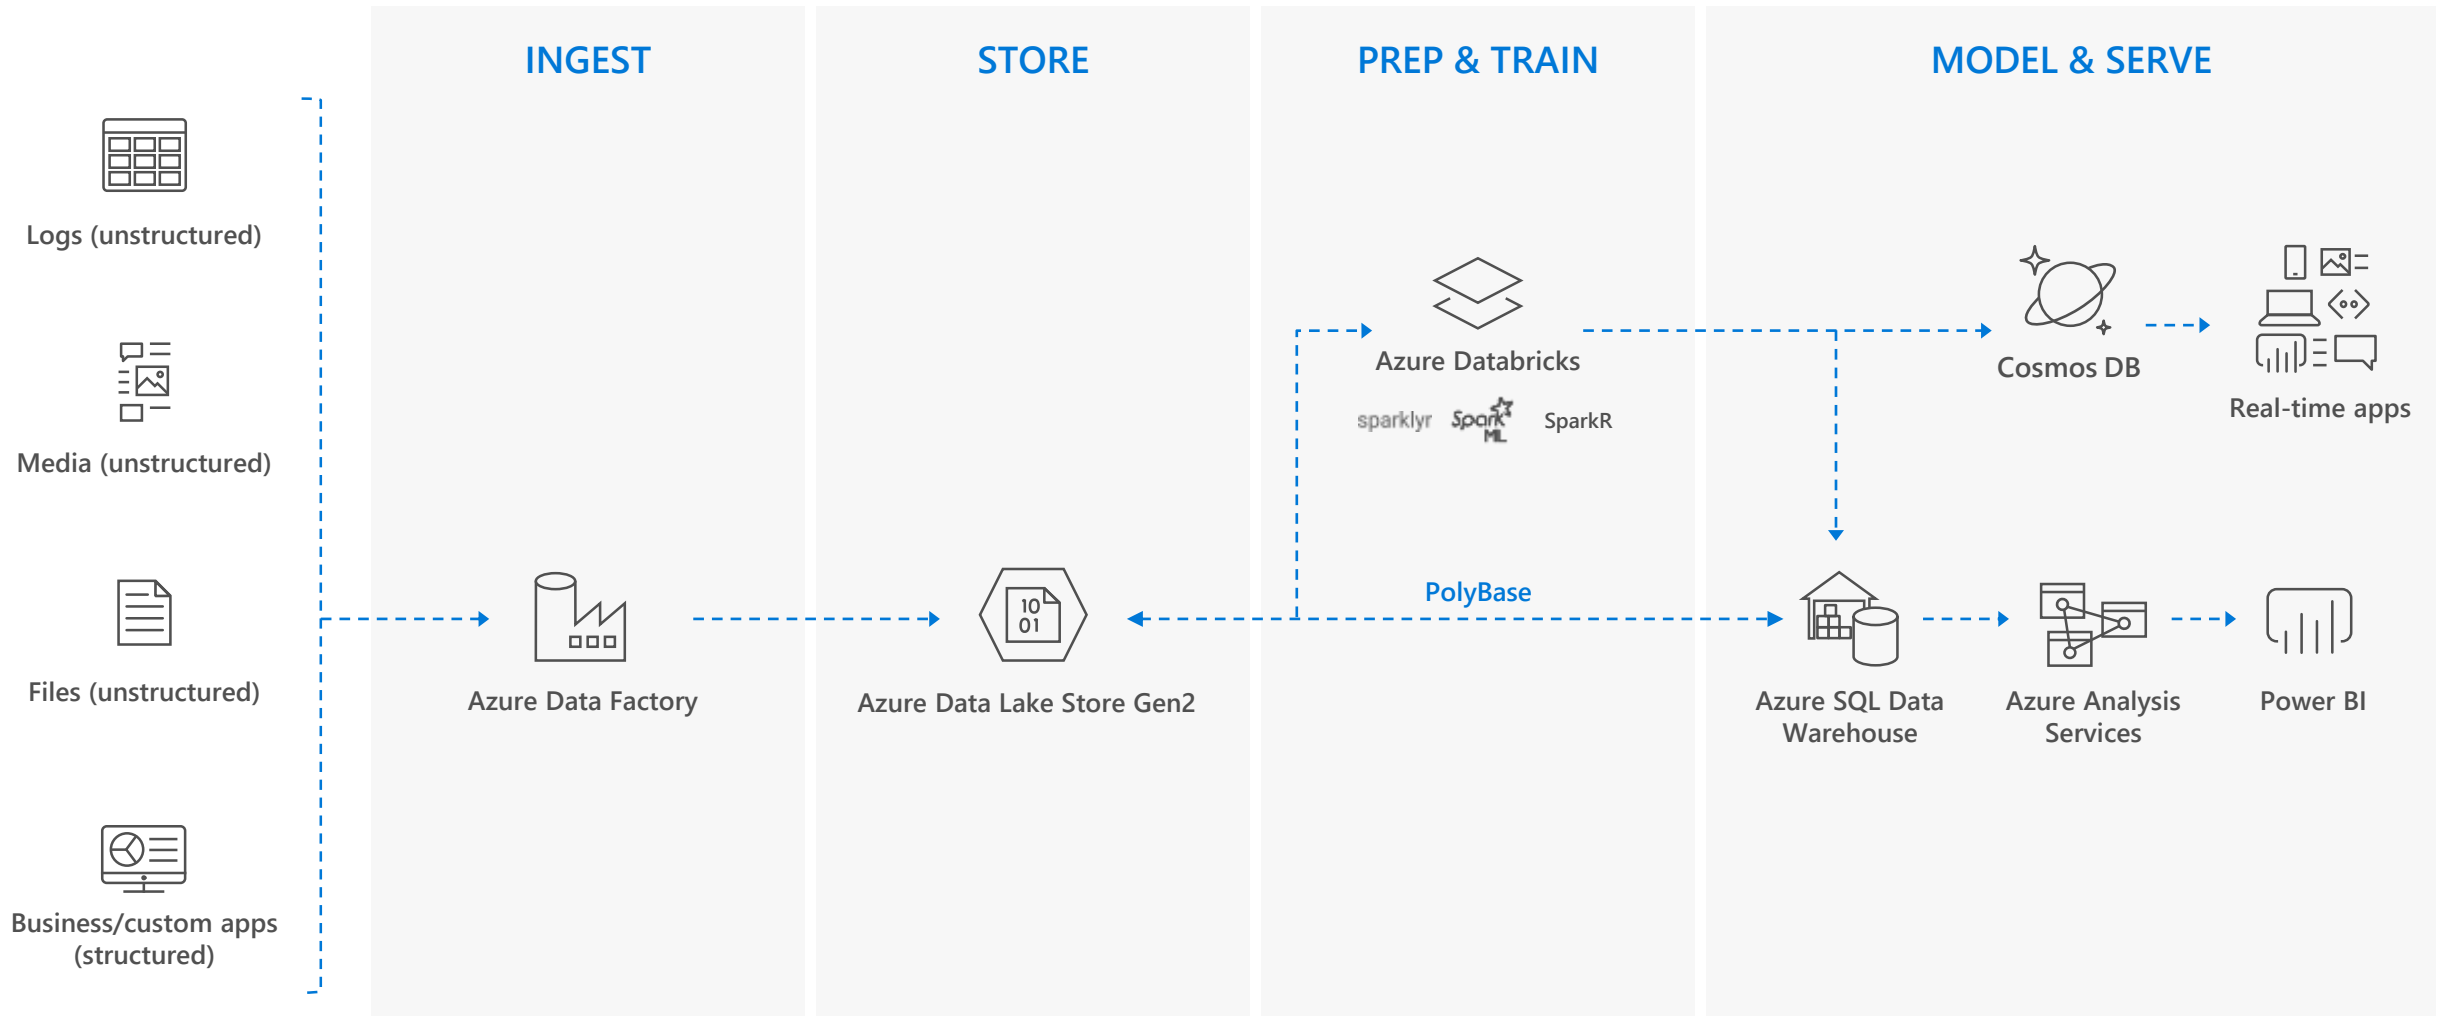 INGEST
STORE
PREP & TRAIN
MODEL & SERVE
Logs (unstructured)
Media (unstructured)
Files (unstructured)
Business/custom apps
(structured)
Azure Data Factory
10
01
Azure Data Lake Store Gen2
Azure Databricks
sparklyr
Spark
ML
SparkR
PolyBase
Cosmos DB
Real-time apps
Azure SQL Data
Warehouse
Azure Analysis
Services
Power BI